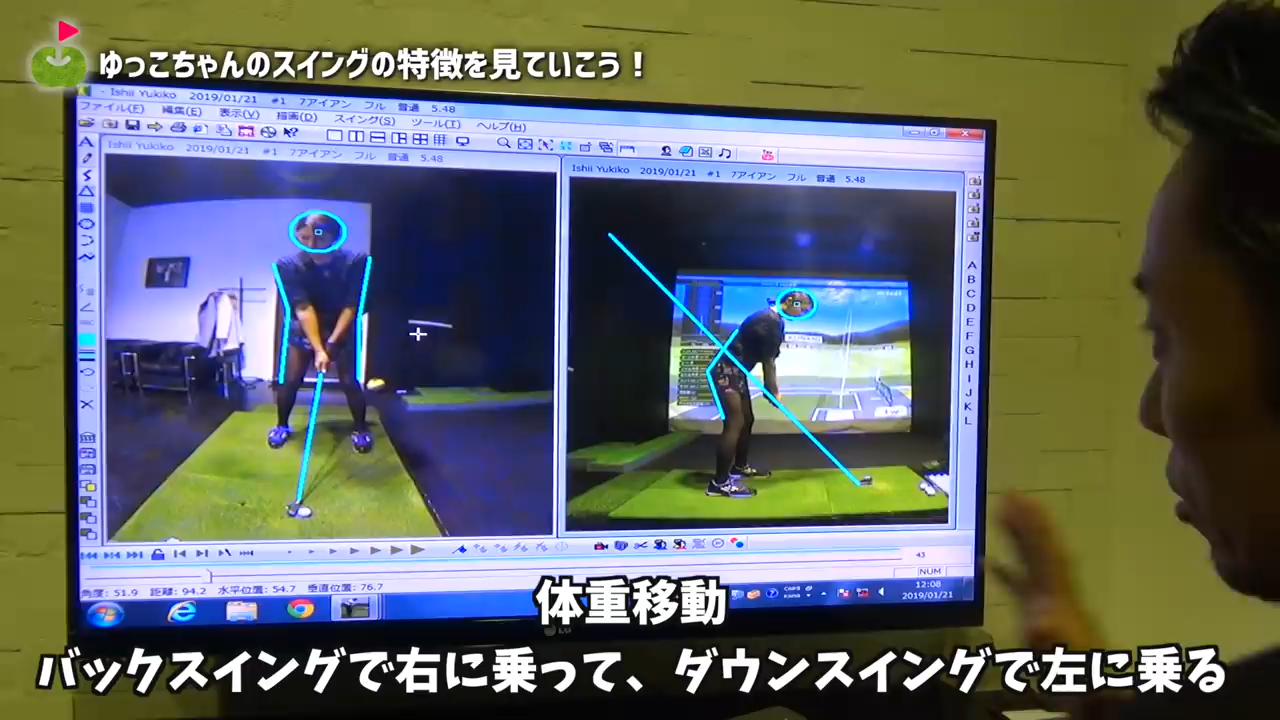 ゆっこちゃんのスイングの特徴を見ていこう！
- Ishii Yukiko 2019/01/21 #1 7アイアン フル 普通 5.48
ファイル(F) 編集(E) 表示(V) 描画(D) スイング(S) ツール(T) ヘルプ(H)
Ishii Yukiko 2019/01/21 #1 7アイアン フル 普通 5.48
Ishii Yukiko 2019/01/21 #1 7アイアン フル 普通 5.48
A
B
C
D
E
F
G
H
I
J
K
L
43
NUM
角度: 51.9 距離: 94.2 水平位置: 54.7 垂直位置: 76.7
CAPS
KANA
12:08
2019/01/21
LG
体重移動
バックスイングで右に乗って、ダウンスイングで左に乗る